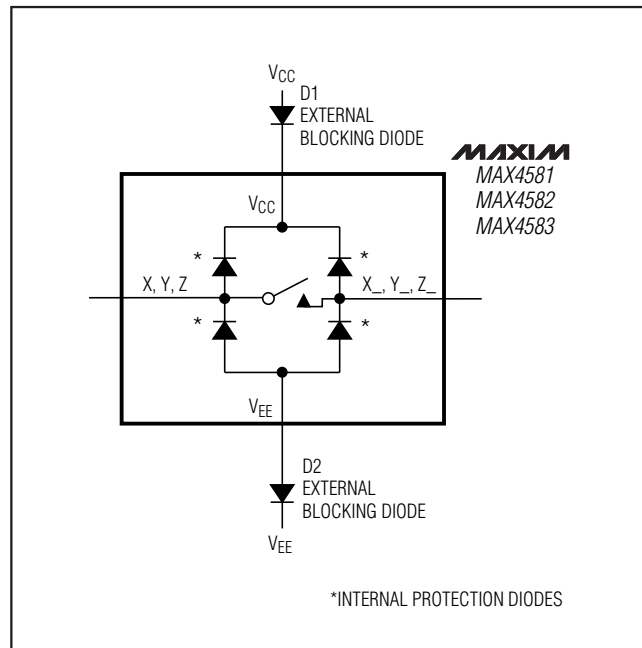 VCC
D1
EXTERNAL
BLOCKING DIODE
MAXIM
MAX4581
MAX4582
MAX4583
VCC
* *
X, Y, Z X_, Y_, Z_
* *
VEE
D2
EXTERNAL
BLOCKING DIODE
VEE
*INTERNAL PROTECTION DIODES